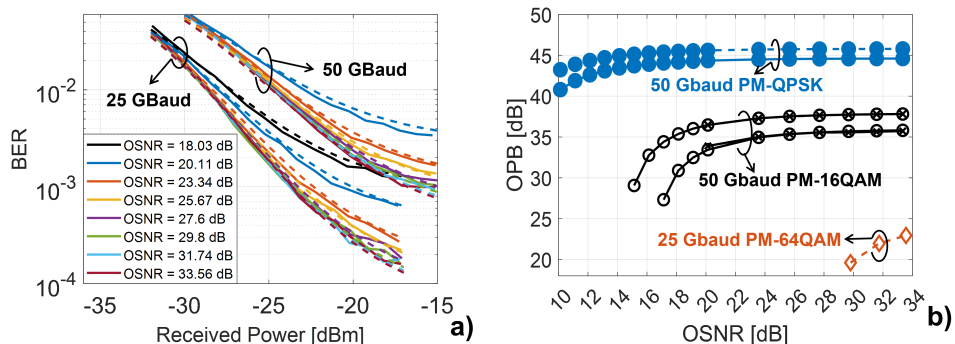 a)
BER
10⁻²
10⁻³
10⁻⁴
50 GBaud
25 GBaud
OSNR = 18.03 dB
OSNR = 20.11 dB
OSNR = 23.34 dB
OSNR = 25.67 dB
OSNR = 27.6 dB
OSNR = 29.8 dB
OSNR = 31.74 dB
OSNR = 33.56 dB
-35 -30 -25 -20 -15
Received Power [dBm]
a)
OPB [dB]
50
45
40
35
30
25
20
50 Gbaud PM-QPSK
50 Gbaud PM-16QAM
25 Gbaud PM-64QAM
10 12 14 16 18 20 22 24 26 28 30 32 34
OSNR [dB]
b)